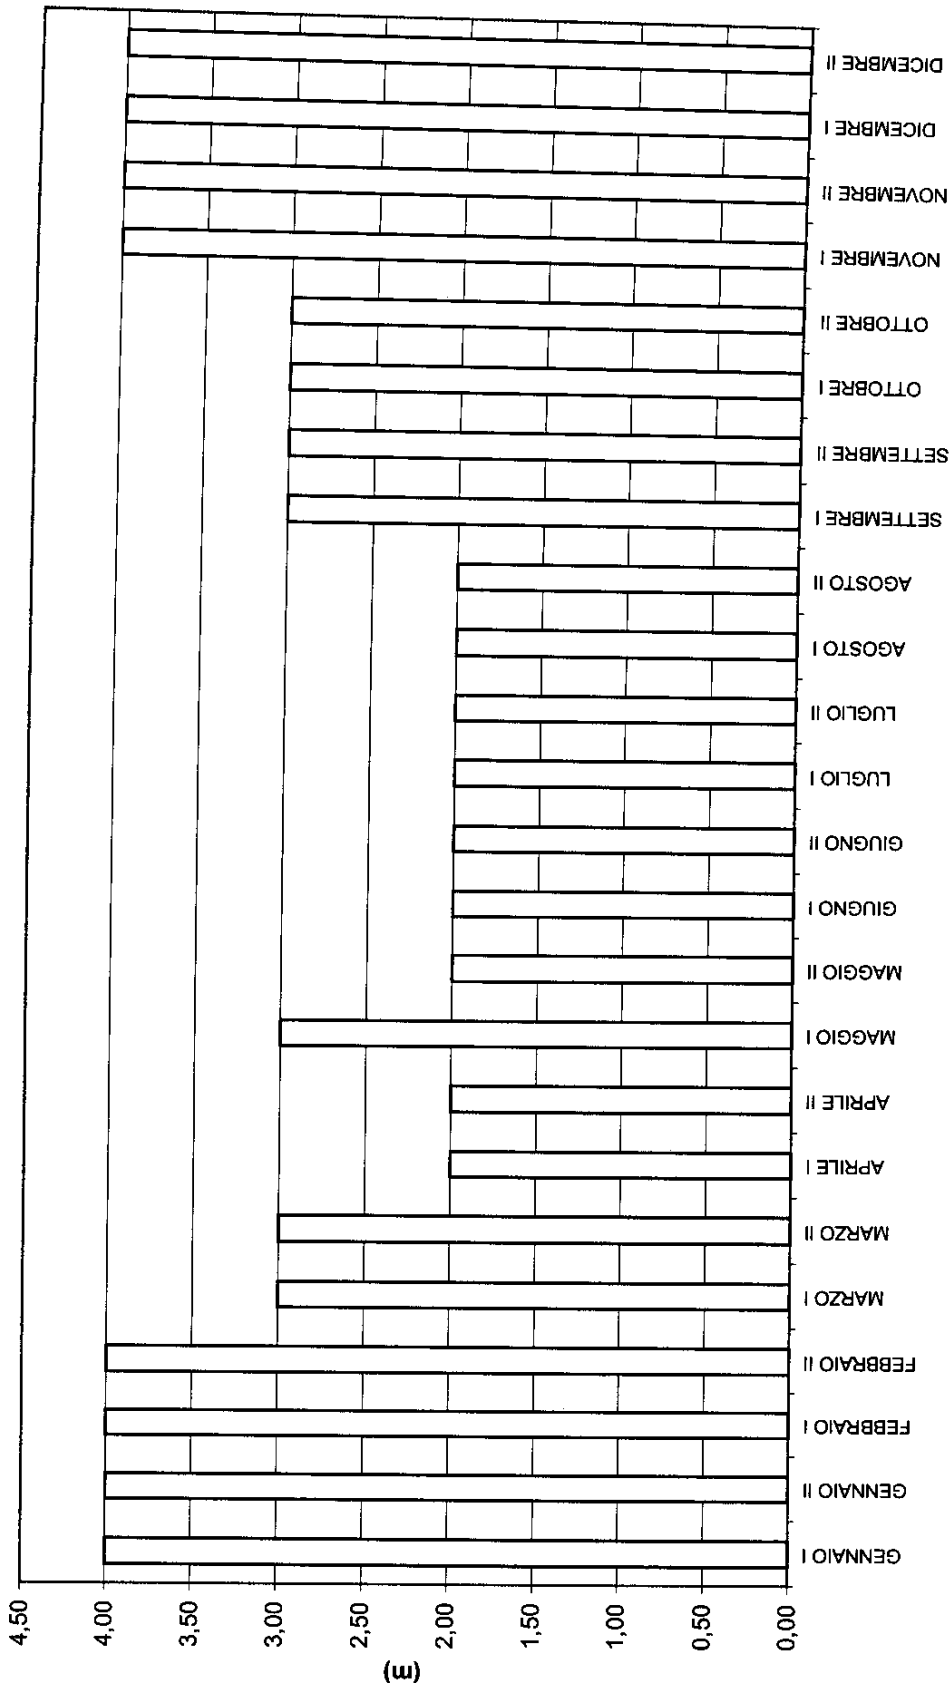 4,50
4,00
3,50
3,00
2,50
2,00
1,50
1,00
0,50
0,00
(m)
GENNAIO I
GENNAIO II
FEBBRAIO I
FEBBRAIO II
MARZO I
MARZO II
APRILE I
APRILE II
MAGGIO I
MAGGIO II
GIUGNO I
GIUGNO II
LUGLIO I
LUGLIO II
AGOSTO I
AGOSTO II
SETTEMBRE I
SETTEMBRE II
OTTOBRE I
OTTOBRE II
NOVEMBRE I
NOVEMBRE II
DICEMBRE I
DICEMBRE II